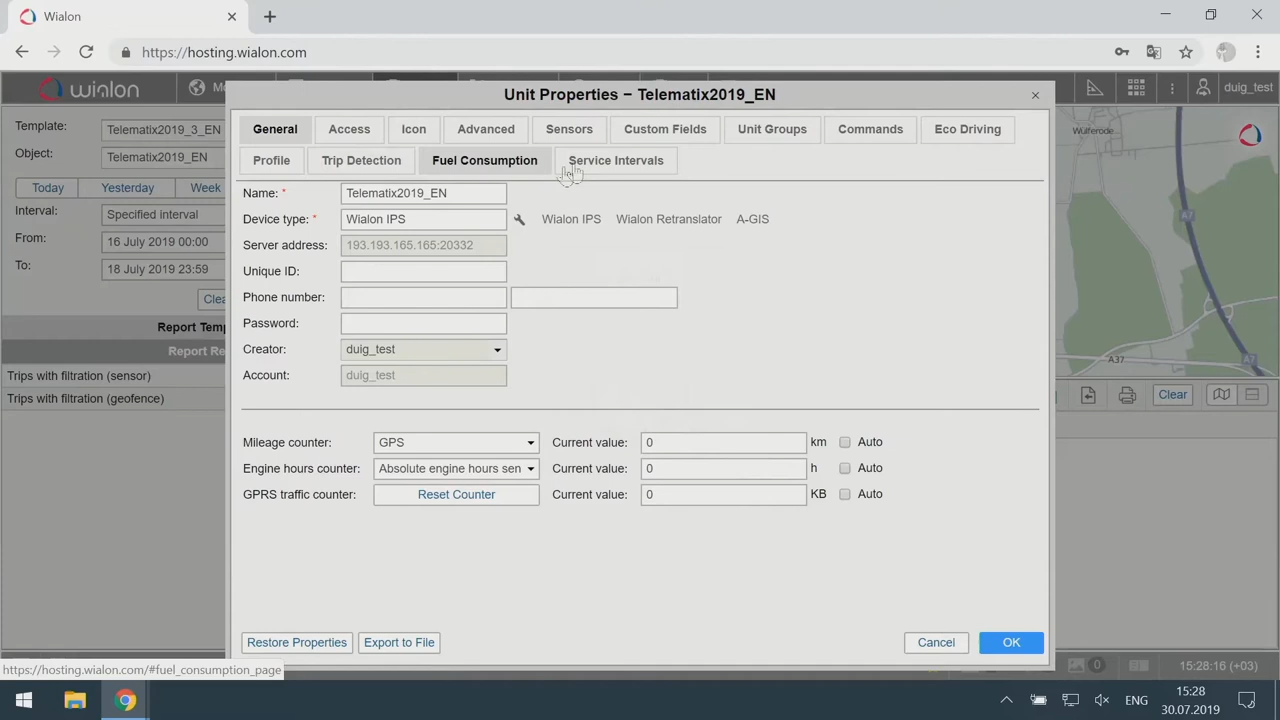 Wialon
https://hosting.wialon.com
wialon
duig_test
Unit Properties – Telematix2019_EN
General Access Icon Advanced Sensors Custom Fields Unit Groups Commands Eco Driving
Profile Trip Detection Fuel Consumption Service Intervals
Template: Telematix2019_3_EN
Object: Telematix2019_EN
Today Yesterday Week
Interval: Specified interval
From: 16 July 2019 00:00
To: 18 July 2019 23:59
Report Re
Trips with filtration (sensor)
Trips with filtration (geofence)
Name: * Telematix2019_EN
Device type: * Wialon IPS Wialon IPS Wialon Retranslator A-GIS
Server address: 193.193.165.165:20332
Unique ID:
Phone number:
Password:
Creator: duig_test
Account: duig_test
Mileage counter: GPS Current value: 0 km Auto
Engine hours counter: Absolute engine hours sen Current value: 0 h Auto
GPRS traffic counter: Reset Counter Current value: 0 KB Auto
Restore Properties Export to File Cancel OK
Wülferode
A37
A7
Clear
https://hosting.wialon.com/#fuel_consumption_page
0
15:28:16 (+03)
ENG
15:28
30.07.2019